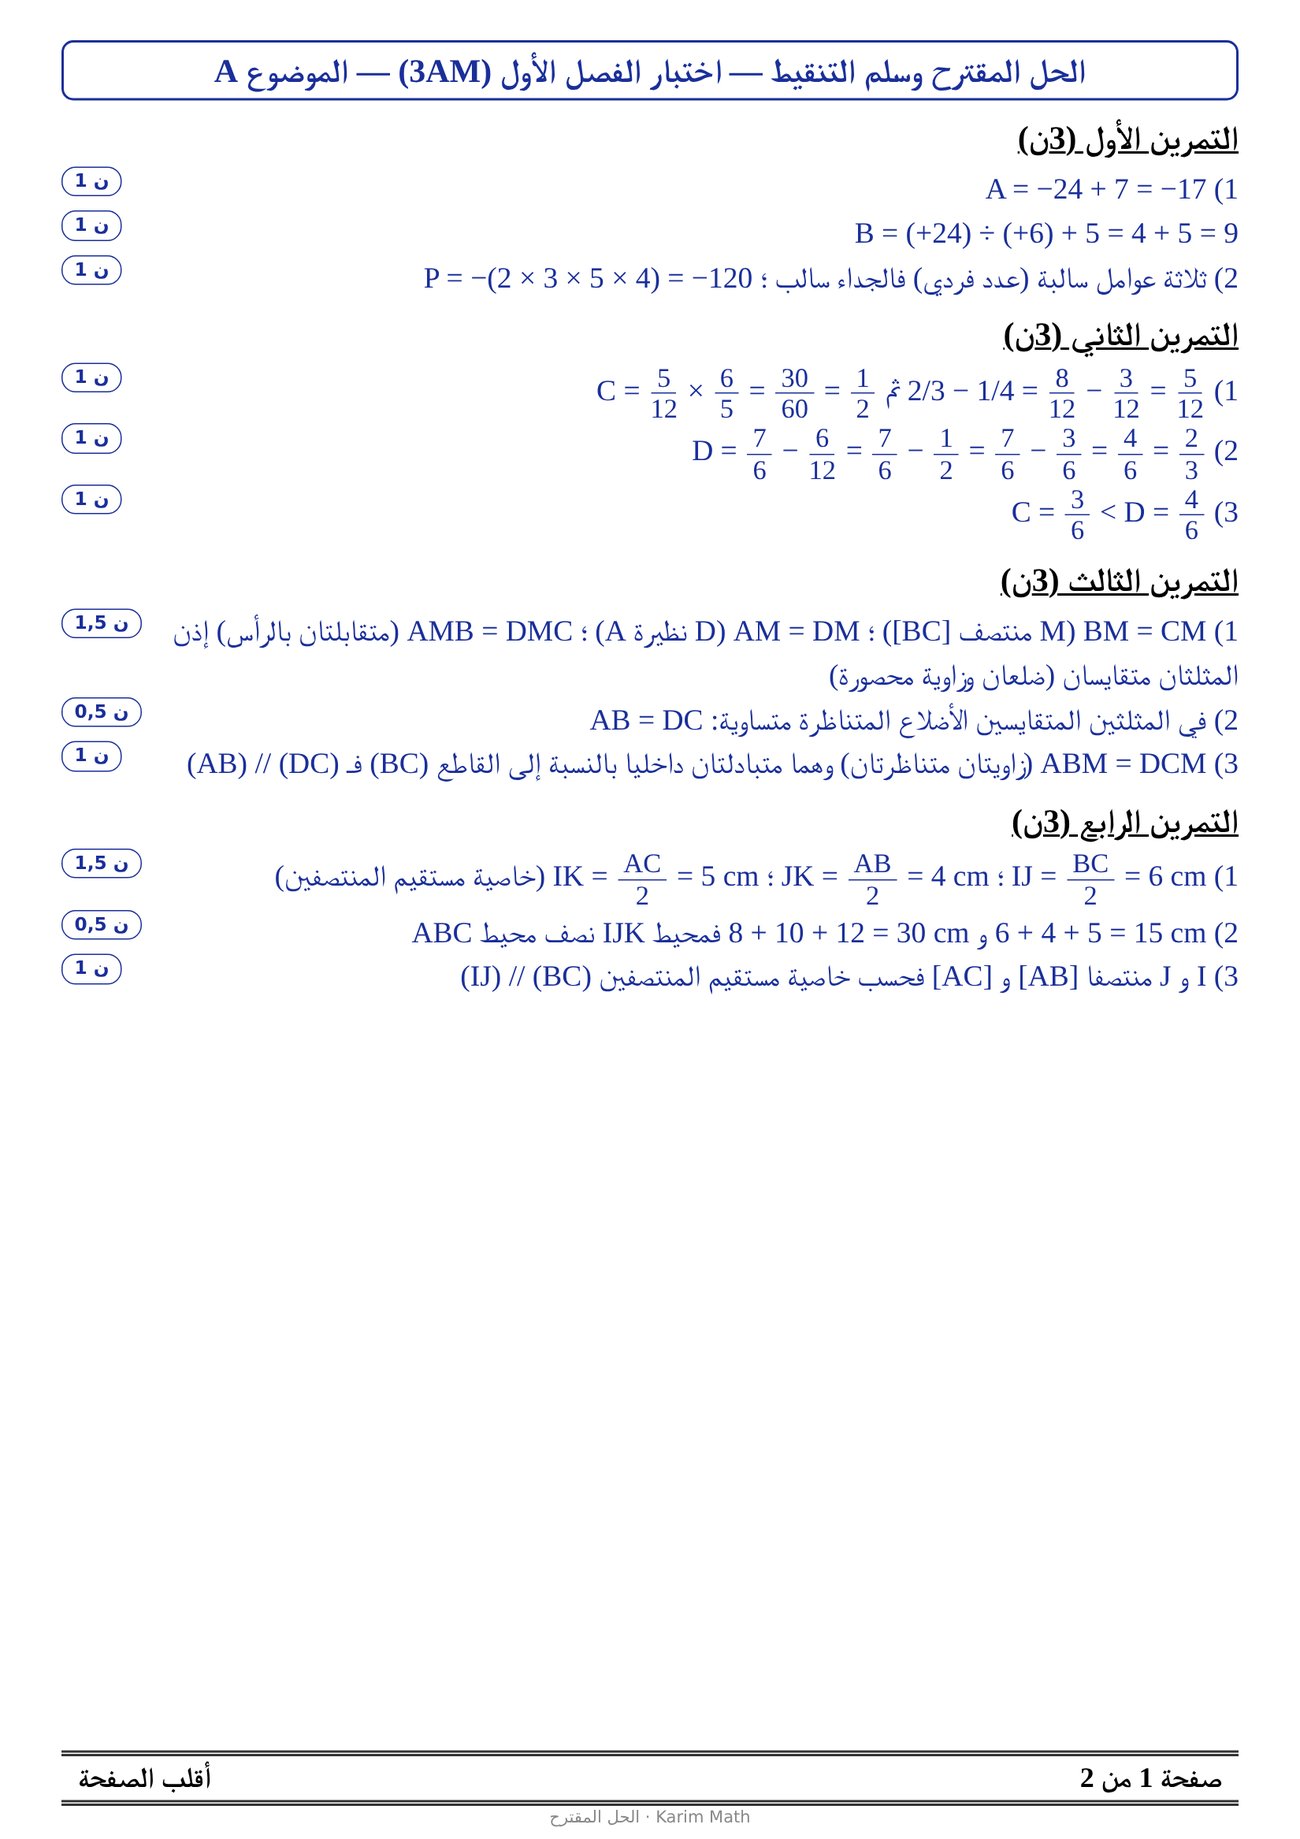 الحل المقترح وسلم التنقيط — اختبار الفصل الأول (3AM) — الموضوع A
التمرين الأول (3ن)
1) A = −24 + 7 = −17
1 ن
B = (+24) ÷ (+6) + 5 = 4 + 5 = 9
1 ن
2) ثلاثة عوامل سالبة (عدد فردي) فالجداء سالب ؛ P = −(2 × 3 × 5 × 4) = −120
1 ن
التمرين الثاني (3ن)
1) 2/3 − 1/4 = 8/12 − 3/12 = 5/12 ثم C = 5/12 × 6/5 = 30/60 = 1/2
1 ن
2) D = 7/6 − 6/12 = 7/6 − 1/2 = 7/6 − 3/6 = 4/6 = 2/3
1 ن
3) C = 3/6 < D = 4/6
1 ن
التمرين الثالث (3ن)
1) BM = CM (M منتصف [BC]) ؛ AM = DM (D نظيرة A) ؛ AMB = DMC (متقابلتان بالرأس) إذن
1,5 ن
المثلثان متقايسان (ضلعان وزاوية محصورة)
2) في المثلثين المتقايسين الأضلاع المتناظرة متساوية: AB = DC
0,5 ن
3) ABM = DCM (زاويتان متناظرتان) وهما متبادلتان داخليا بالنسبة إلى القاطع (BC) فـ (AB) // (DC)
1 ن
التمرين الرابع (3ن)
1) IJ = BC/2 = 6 cm ؛ JK = AB/2 = 4 cm ؛ IK = AC/2 = 5 cm (خاصية مستقيم المنتصفين)
1,5 ن
2) 6 + 4 + 5 = 15 cm و 8 + 10 + 12 = 30 cm فمحيط IJK نصف محيط ABC
0,5 ن
3) I و J منتصفا [AB] و [AC] فحسب خاصية مستقيم المنتصفين (IJ) // (BC)
1 ن
صفحة 1 من 2
أقلب الصفحة
Karim Math · الحل المقترح